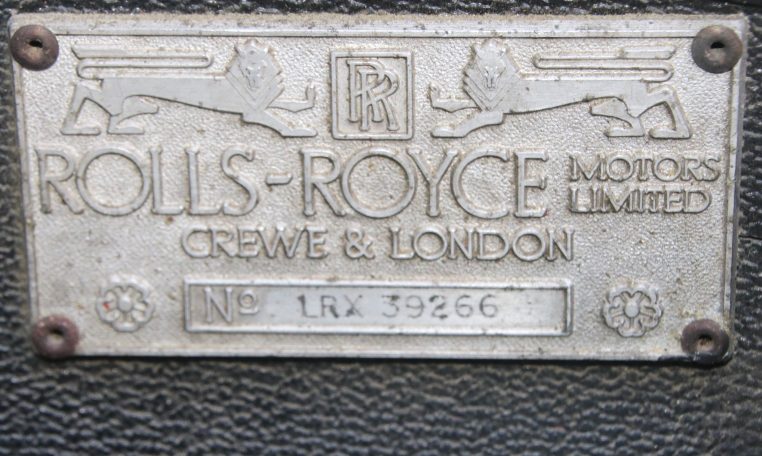 RR
ROLLS-ROYCE MOTORS LIMITED
CREWE & LONDON
Nº LRX 39266